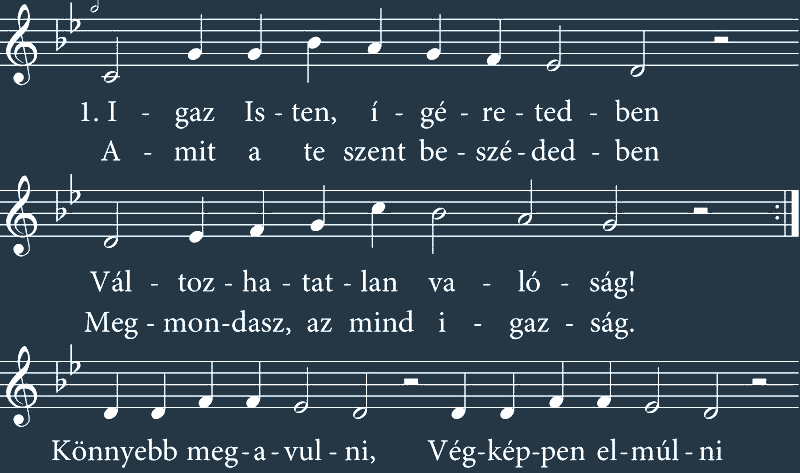 1. I - gaz Is - ten, í - gé - re - ted - ben
A - mit a te szent be - szé - ded - ben
Vál - toz - ha - tat - lan va - ló - ság!
Meg - mon - dasz, az mind i - gaz - ság.
Könnyebb meg - a - vul - ni, Vég - kép - pen el - múl - ni